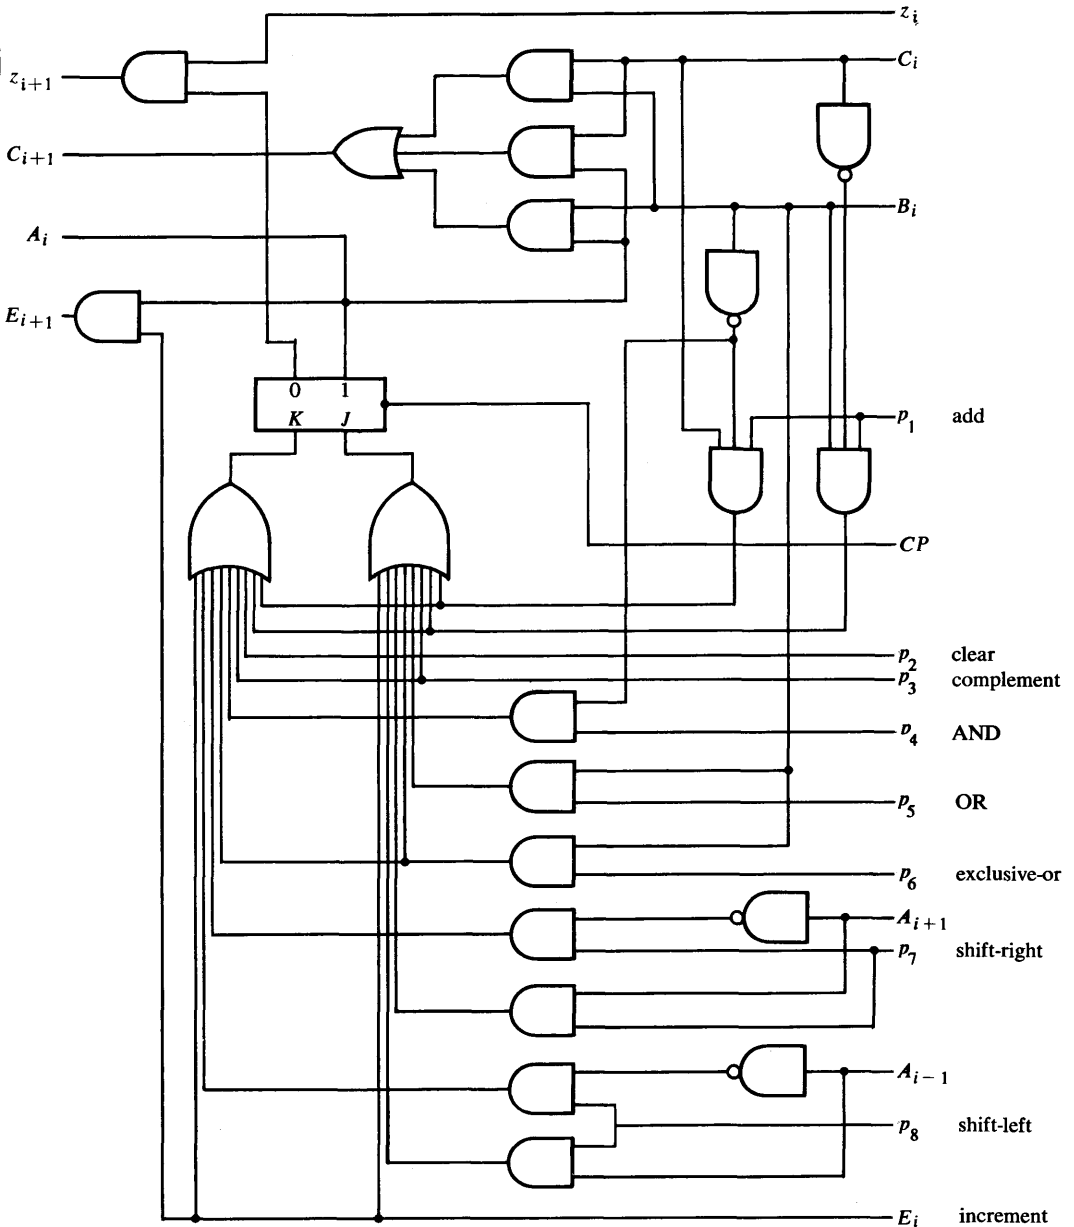 z_i
z_{i+1}
C_i
C_{i+1}
B_i
A_i
E_{i+1}
0 1
K J
p_1 add
CP
p_2 clear
p_3 complement
p_4 AND
p_5 OR
p_6 exclusive-or
A_{i+1}
p_7 shift-right
A_{i-1}
p_8 shift-left
E_i increment